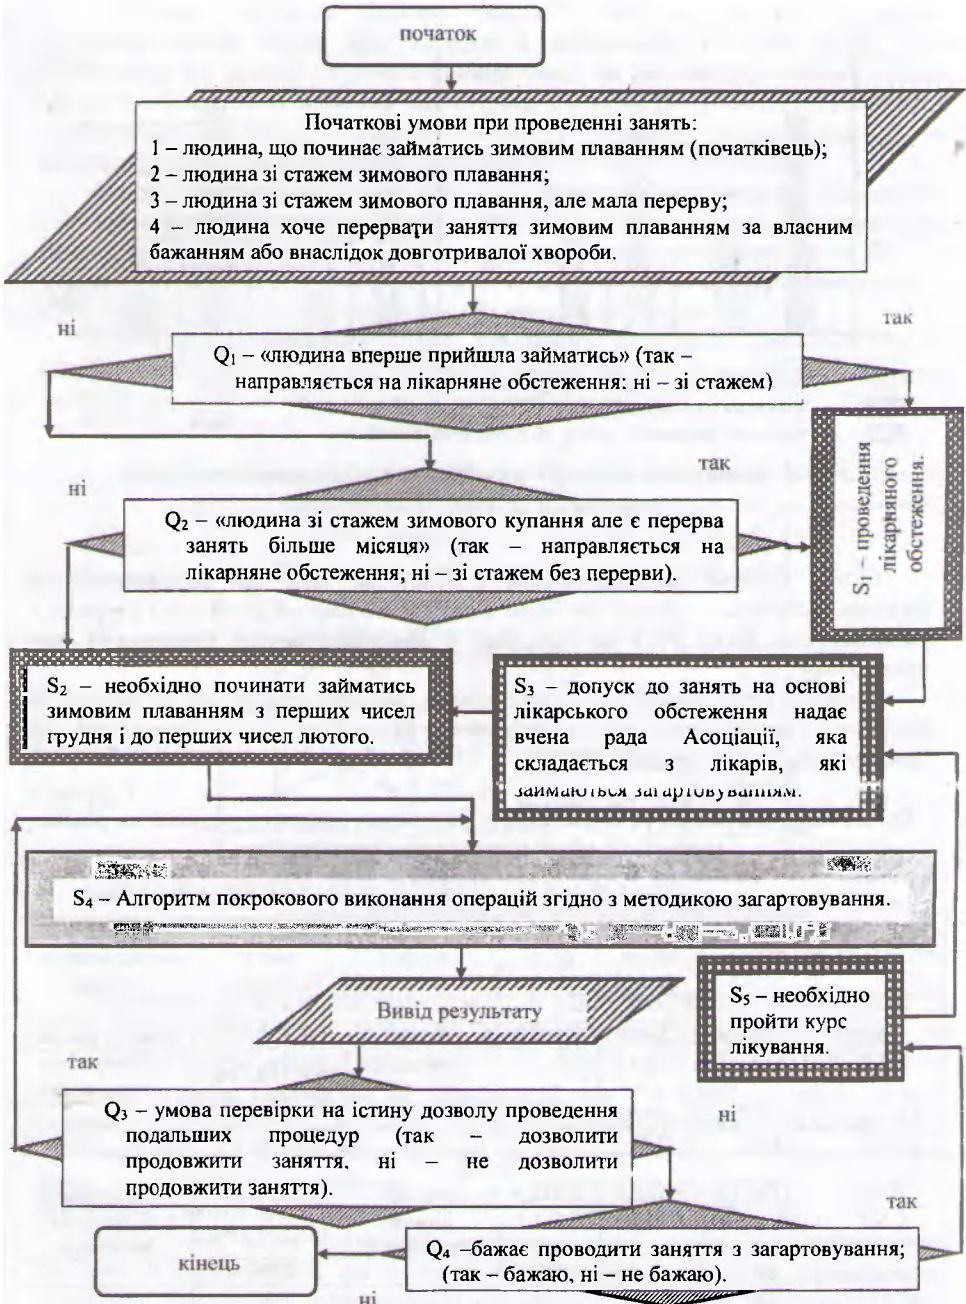 початок
Початкові умови при проведенні занять:
1 – людина, що починає займатись зимовим плаванням (початківець);
2 – людина зі стажем зимового плавання;
3 – людина зі стажем зимового плавання, але мала перерву;
4 – людина хоче перервати заняття зимовим плаванням за власним
бажанням або внаслідок довготривалої хвороби.
ні
так
Q1 – «людина вперше прийшла займатись» (так –
направляється на лікарняне обстеження: ні – зі стажем)
так
ні
Q2 – «людина зі стажем зимового купання але є перерва
занять більше місяця» (так – направляється на
лікарняне обстеження; ні – зі стажем без перерви).
S1 – проведення
лікарняного
обстеження.
S2 – необхідно починати займатись
зимовим плаванням з перших чисел
грудня і до перших чисел лютого.
S3 – допуск до занять на основі
лікарського обстеження надає
вчена рада Асоціації, яка
складається з лікарів, які
займаються загартовуванням.
S4 – Алгоритм покрокового виконання операцій згідно з методикою загартовування.
Вивід результату
S5 – необхідно
пройти курс
лікування.
так
Q3 – умова перевірки на істину дозволу проведення
подальших процедур (так – дозволити
продовжити заняття, ні – не дозволити
продовжити заняття).
ні
так
Q4 –бажає проводити заняття з загартовування;
(так – бажаю, ні – не бажаю).
кінець
ні